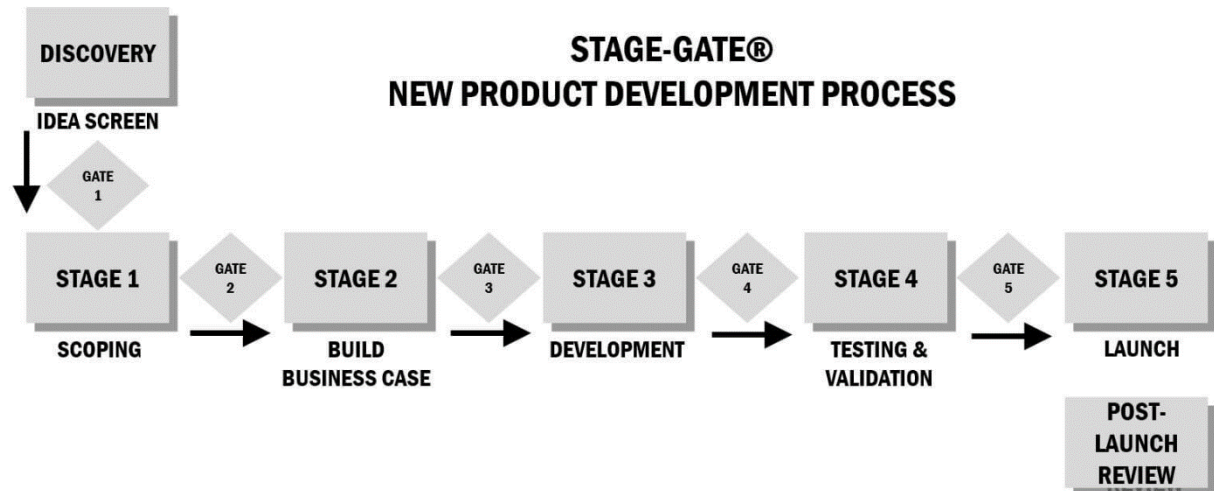 DISCOVERY
STAGE-GATE®
NEW PRODUCT DEVELOPMENT PROCESS
IDEA SCREEN
GATE
1
STAGE 1
GATE
2
STAGE 2
GATE
3
STAGE 3
GATE
4
STAGE 4
GATE
5
STAGE 5
SCOPING
BUILD
BUSINESS CASE
DEVELOPMENT
TESTING &
VALIDATION
LAUNCH
POST-
LAUNCH
REVIEW